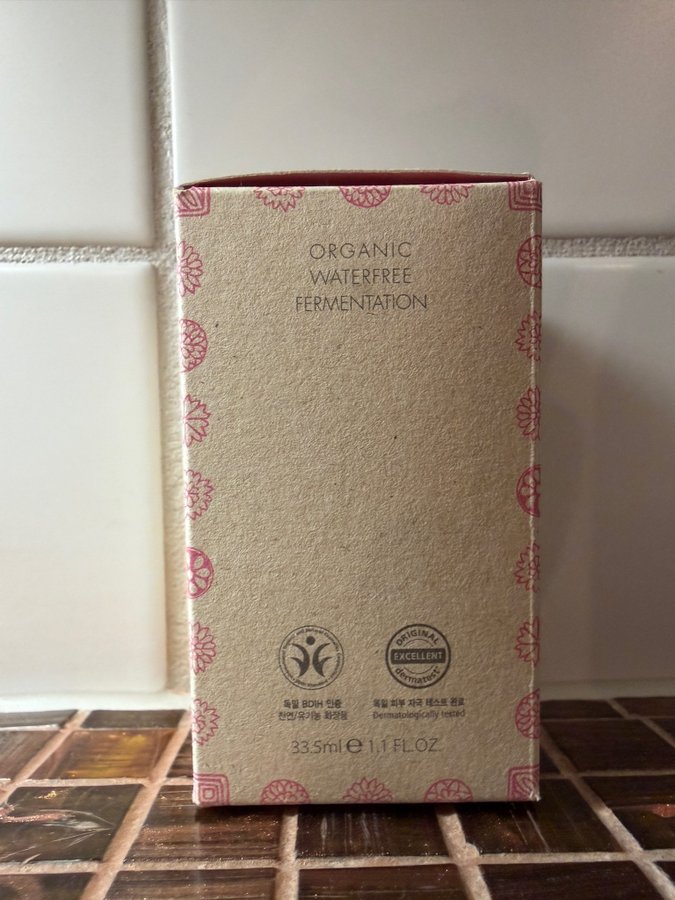 ORGANIC
WATERFREE
FERMENTATION
ORIGINAL
EXCELLENT
dermatest
독일 BDIH 인증
천연/유기농 화장품
독일 피부 자극 테스트 완료
Dermatologically tested
33.5ml ℮ 1.1 FL.OZ.